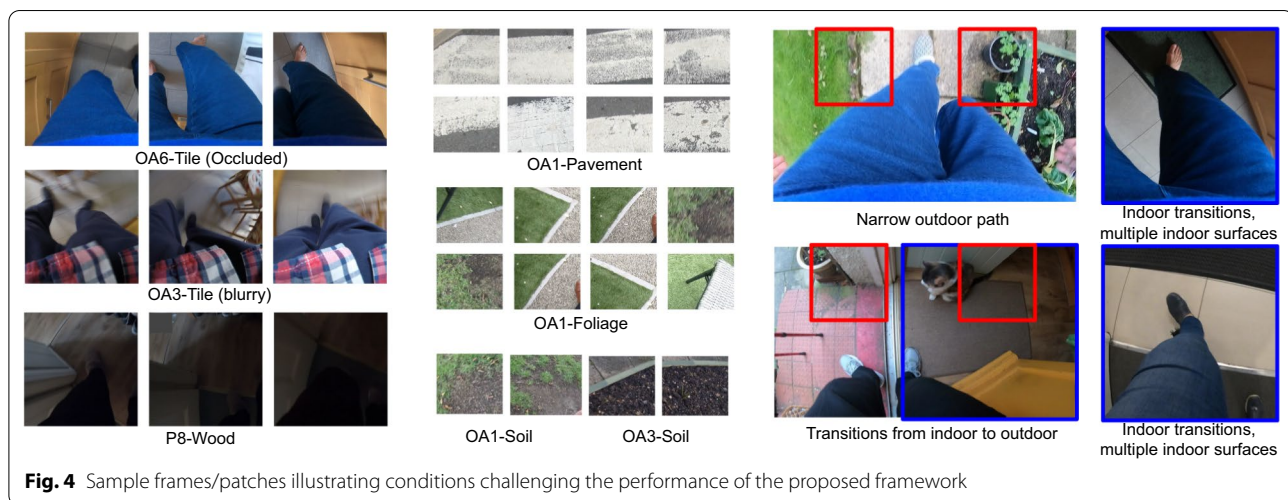 OA6-Tile (Occluded)
OA3-Tile (blurry)
P8-Wood
OA1-Pavement
OA1-Foliage
OA1-Soil
OA3-Soil
Narrow outdoor path
Transitions from indoor to outdoor
Indoor transitions,
multiple indoor surfaces
Indoor transitions,
multiple indoor surfaces
Fig. 4 Sample frames/patches illustrating conditions challenging the performance of the proposed framework